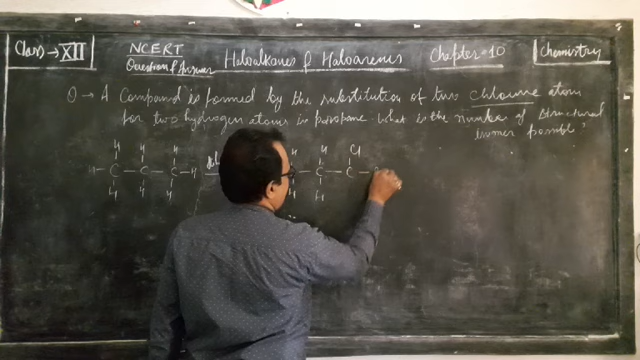 Class → XII
NCERT
Question & Answer
Haloalkanes & Haloarenes
Chapter-10
Chemistry
Q → A Compound is formed by the substitution of two chlorine atom
for two hydrogen atoms in propane. What is the number of structural
isomer possible?
H H H H H Cl
C — C — C — H C — C —
H H H H